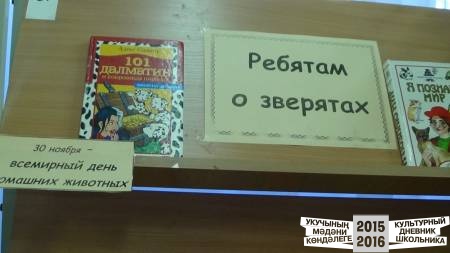 101
ДАЛМАТИН
Ребятам
о зверятах
Я ПОЗНАЮ
МИР
30 ноября –
всемирный день
домашних животных
УКУЧЫНЫҢ
МӘДӘНИ
КӨНДӘЛЕГЕ
2015
2016
КУЛЬТУРНЫЙ
ДНЕВНИК
ШКОЛЬНИКА